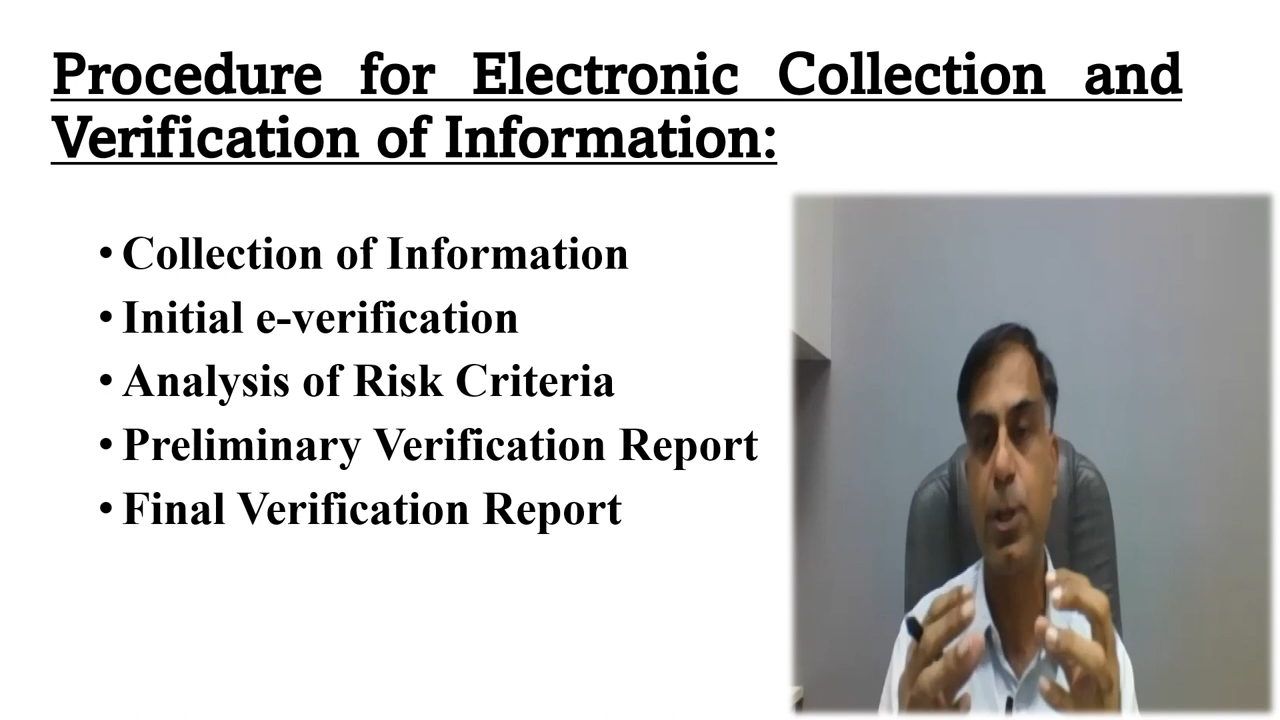 Procedure for Electronic Collection and
Verification of Information:
• Collection of Information
• Initial e-verification
• Analysis of Risk Criteria
• Preliminary Verification Report
• Final Verification Report